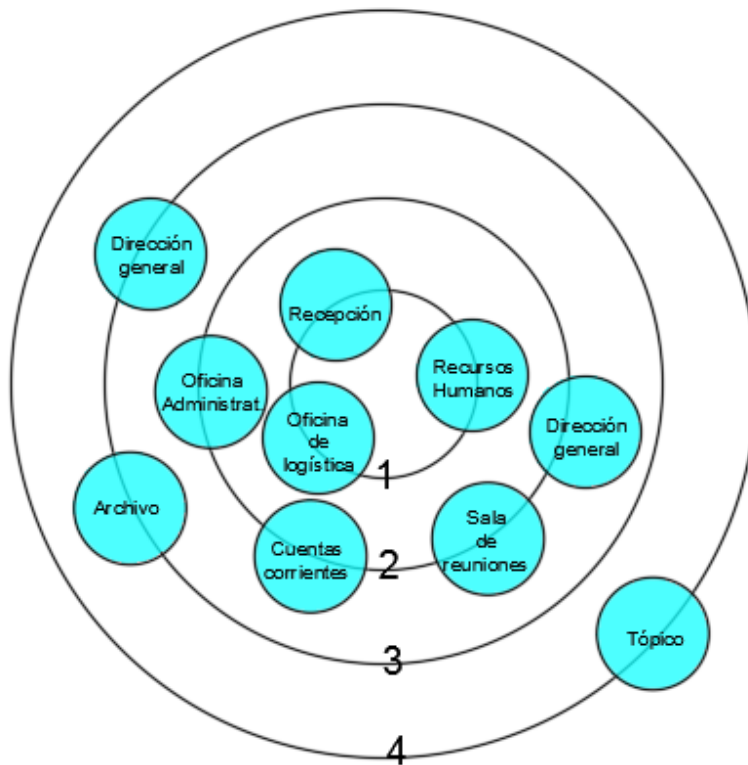 Dirección
general
Recepción
Recursos
Humanos
Oficina
Administrat.
Oficina
de
logística
Dirección
general
1
Archivo
Sala
de
reuniones
Cuentas
corrientes
2
Tópico
3
4